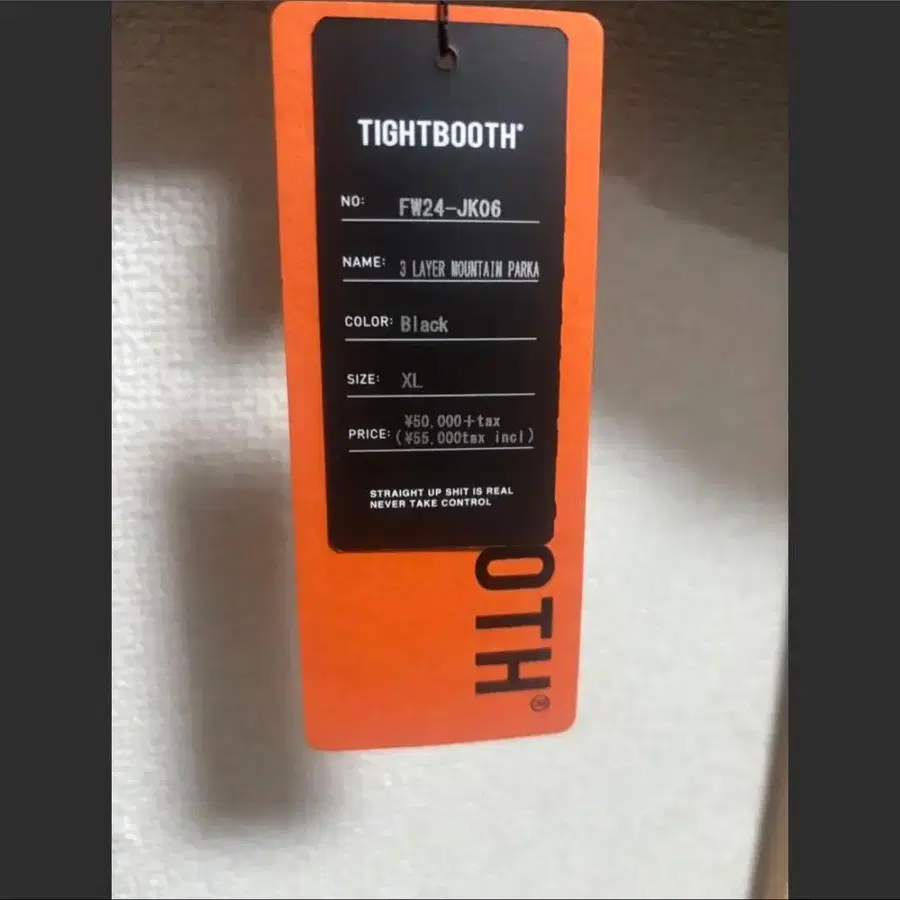 TIGHTBOOTH®
NO: FW24-JK06
NAME: 3 LAYER MOUNTAIN PARKA
COLOR: Black
SIZE: XL
¥50,000+tax
PRICE: (¥55,000tax incl)
STRAIGHT UP SHIT IS REAL
NEVER TAKE CONTROL
OTH®